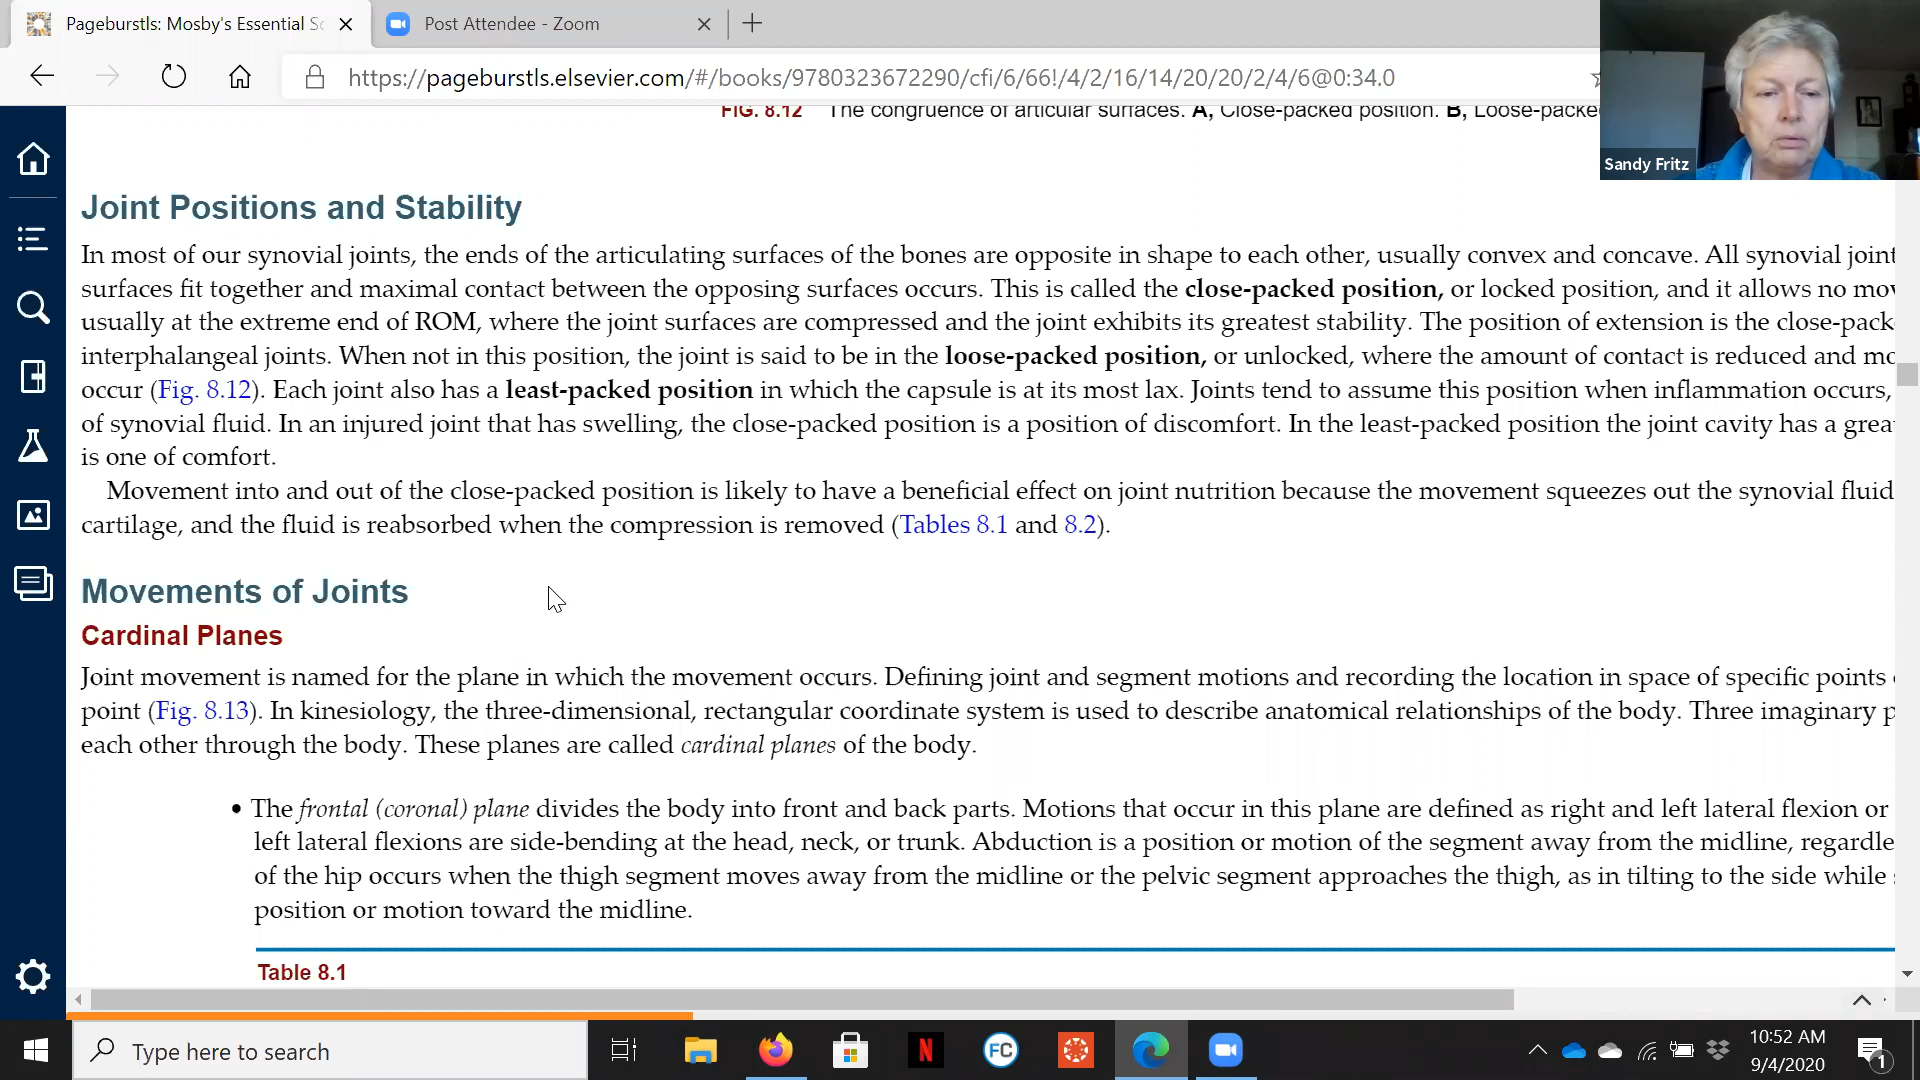 Pageburstls: Mosby's Essential Sc
Post Attendee - Zoom
https://pageburstls.elsevier.com/#/books/9780323672290/cfi/6/66!/4/2/16/14/20/20/2/4/6@0:34.0
FIG. 8.12 The congruence of articular surfaces. A, Close-packed position. B, Loose-packe
Sandy Fritz
Joint Positions and Stability
In most of our synovial joints, the ends of the articulating surfaces of the bones are opposite in shape to each other, usually convex and concave. All synovial joint
surfaces fit together and maximal contact between the opposing surfaces occurs. This is called the close-packed position, or locked position, and it allows no mov
usually at the extreme end of ROM, where the joint surfaces are compressed and the joint exhibits its greatest stability. The position of extension is the close-pack
interphalangeal joints. When not in this position, the joint is said to be in the loose-packed position, or unlocked, where the amount of contact is reduced and mo
occur (Fig. 8.12). Each joint also has a least-packed position in which the capsule is at its most lax. Joints tend to assume this position when inflammation occurs,
of synovial fluid. In an injured joint that has swelling, the close-packed position is a position of discomfort. In the least-packed position the joint cavity has a grea
is one of comfort.
Movement into and out of the close-packed position is likely to have a beneficial effect on joint nutrition because the movement squeezes out the synovial fluid
cartilage, and the fluid is reabsorbed when the compression is removed (Tables 8.1 and 8.2).
Movements of Joints
Cardinal Planes
Joint movement is named for the plane in which the movement occurs. Defining joint and segment motions and recording the location in space of specific points
point (Fig. 8.13). In kinesiology, the three-dimensional, rectangular coordinate system is used to describe anatomical relationships of the body. Three imaginary p
each other through the body. These planes are called cardinal planes of the body.
• The frontal (coronal) plane divides the body into front and back parts. Motions that occur in this plane are defined as right and left lateral flexion or
left lateral flexions are side-bending at the head, neck, or trunk. Abduction is a position or motion of the segment away from the midline, regardle
of the hip occurs when the thigh segment moves away from the midline or the pelvic segment approaches the thigh, as in tilting to the side while
position or motion toward the midline.
Table 8.1
Type here to search
N
FC
10:52 AM
9/4/2020
1